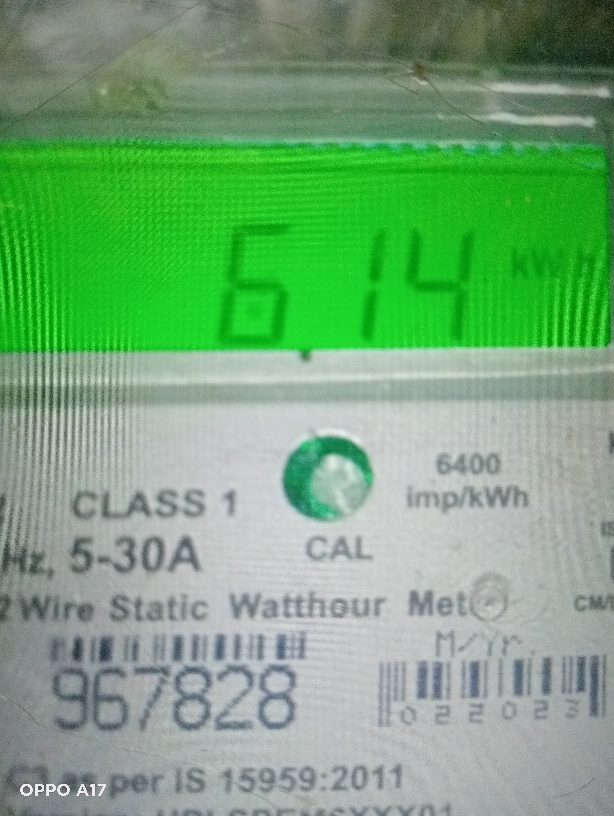 614 kWh
6400
imp/kWh
CLASS 1
CAL
Hz, 5-30A
2 Wire Static Watthour Met
M/Yr.
967828
022023
as per IS 15959:2011
OPPO A17